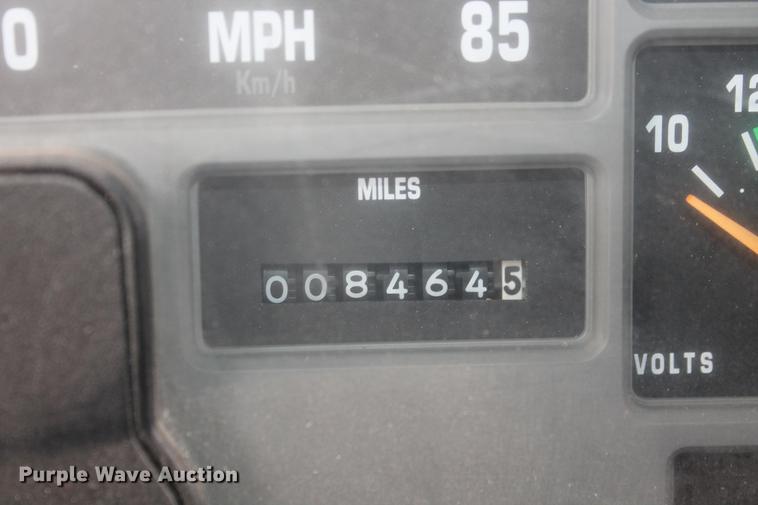 0 MPH 85
Km/h
12
10
MILES
0084645
VOLTS
Purple Wave Auction